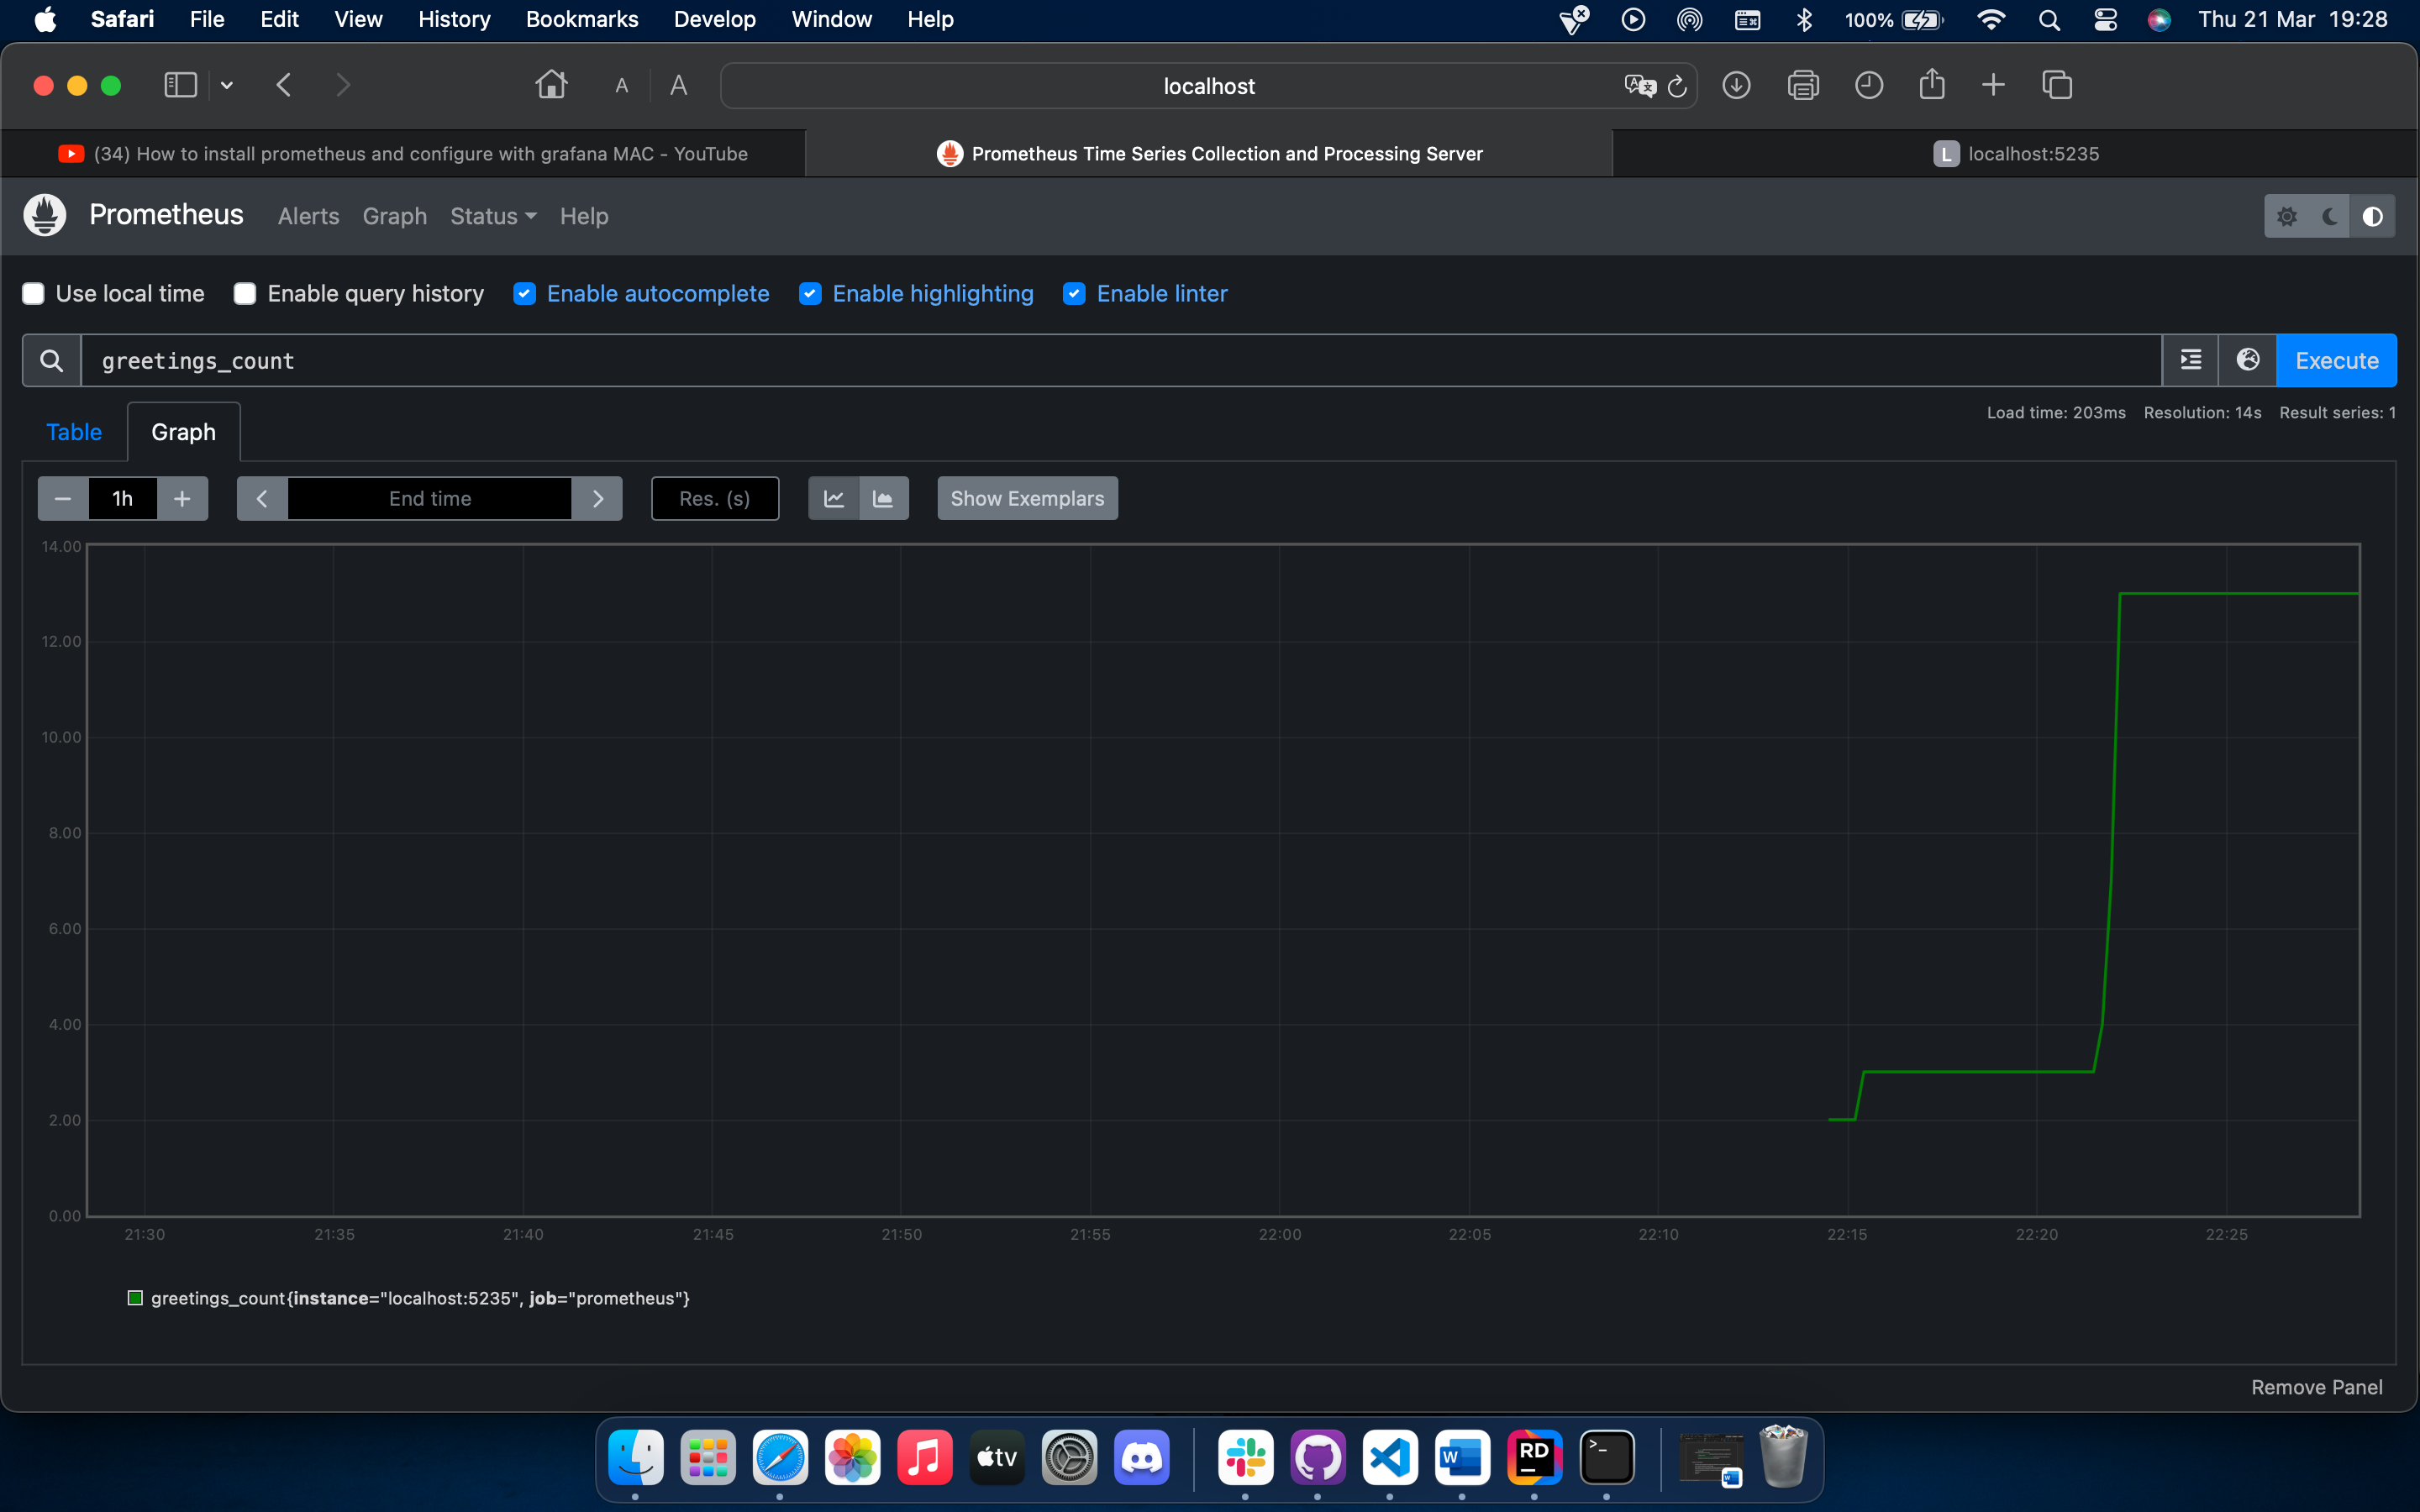 Safari File Edit View History Bookmarks Develop Window Help 100% Thu 21 Mar 19:28
A A localhost
(34) How to install prometheus and configure with grafana MAC - YouTube Prometheus Time Series Collection and Processing Server L localhost:5235
Prometheus Alerts Graph Status Help
Use local time Enable query history Enable autocomplete Enable highlighting Enable linter
greetings_count Execute
Load time: 203ms Resolution: 14s Result series: 1
Table Graph
1h End time Res. (s) Show Exemplars
14.00
12.00
10.00
8.00
6.00
4.00
2.00
0.00
21:30 21:35 21:40 21:45 21:50 21:55 22:00 22:05 22:10 22:15 22:20 22:25
greetings_count{instance="localhost:5235", job="prometheus"}
Remove Panel
tv W RD >_